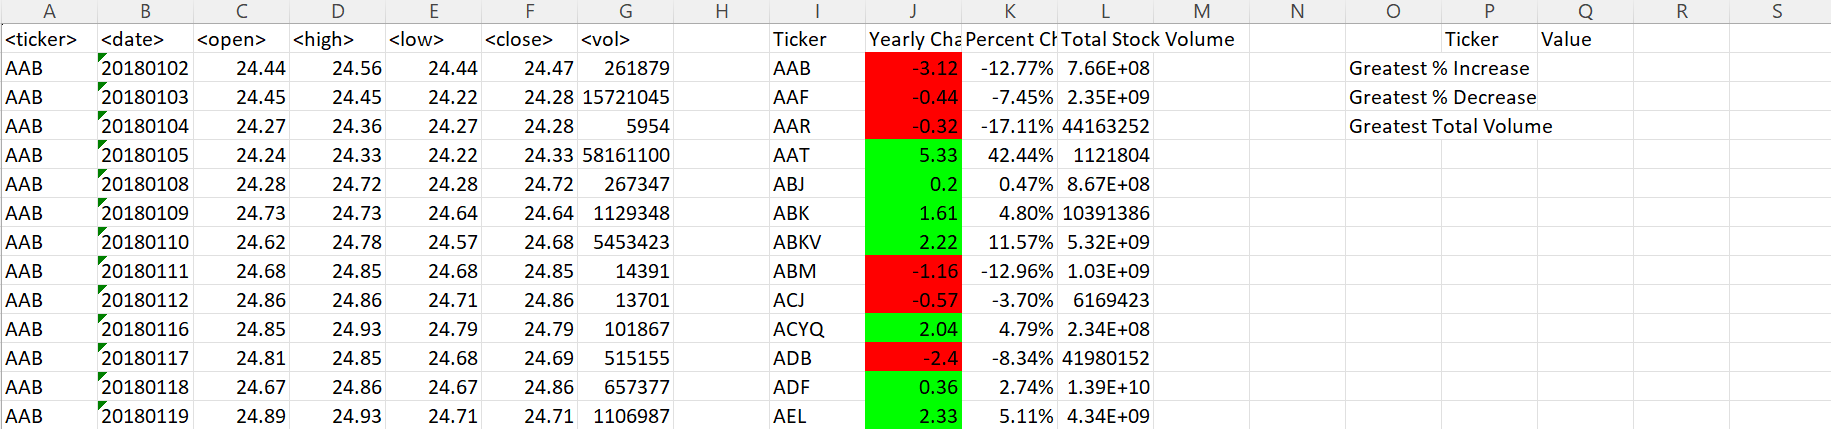 A B C D E F G H I J K L M N O P Q R S
<ticker> <date> <open> <high> <low> <close> <vol> Ticker Yearly Cha Percent Ch Total Stock Volume Ticker Value
AAB 20180102 24.44 24.56 24.44 24.47 261879 AAB -3.12 -12.77% 7.66E+08 Greatest % Increase
AAB 20180103 24.45 24.45 24.22 24.28 15721045 AAF -0.44 -7.45% 2.35E+09 Greatest % Decrease
AAB 20180104 24.27 24.36 24.27 24.28 5954 AAR -0.32 -17.11% 44163252 Greatest Total Volume
AAB 20180105 24.24 24.33 24.22 24.33 58161100 AAT 5.33 42.44% 1121804
AAB 20180108 24.28 24.72 24.28 24.72 267347 ABJ 0.2 0.47% 8.67E+08
AAB 20180109 24.73 24.73 24.64 24.64 1129348 ABK 1.61 4.80% 10391386
AAB 20180110 24.62 24.78 24.57 24.68 5453423 ABKV 2.22 11.57% 5.32E+09
AAB 20180111 24.68 24.85 24.68 24.85 14391 ABM -1.16 -12.96% 1.03E+09
AAB 20180112 24.86 24.86 24.71 24.86 13701 ACJ -0.57 -3.70% 6169423
AAB 20180116 24.85 24.93 24.79 24.79 101867 ACYQ 2.04 4.79% 2.34E+08
AAB 20180117 24.81 24.85 24.68 24.69 515155 ADB -2.4 -8.34% 41980152
AAB 20180118 24.67 24.86 24.67 24.86 657377 ADF 0.36 2.74% 1.39E+10
AAB 20180119 24.89 24.93 24.71 24.71 1106987 AEL 2.33 5.11% 4.34E+09